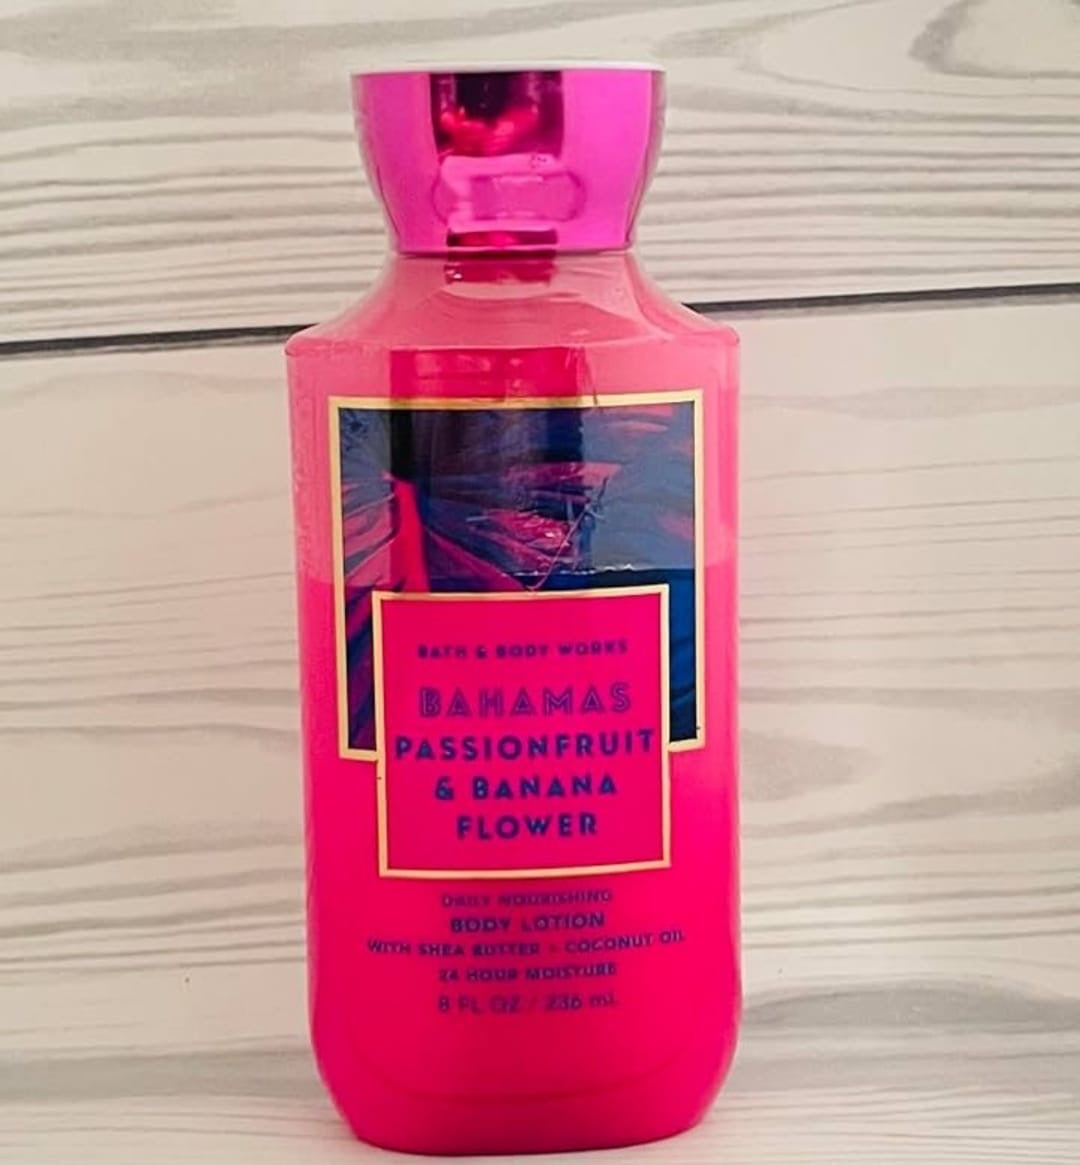 BATH & BODY WORKS
BAHAMAS
PASSIONFRUIT
& BANANA
FLOWER
DAILY NOURISHING
BODY LOTION
WITH SHEA BUTTER + COCONUT OIL
24 HOUR MOISTURE
8 FL OZ / 236 mL